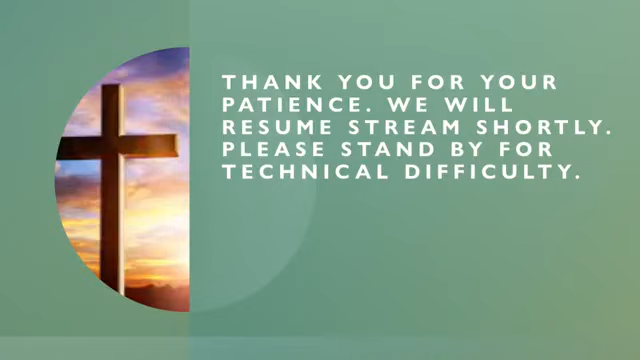 THANK YOU FOR YOUR
PATIENCE. WE WILL
RESUME STREAM SHORTLY.
PLEASE STAND BY FOR
TECHNICAL DIFFICULTY.